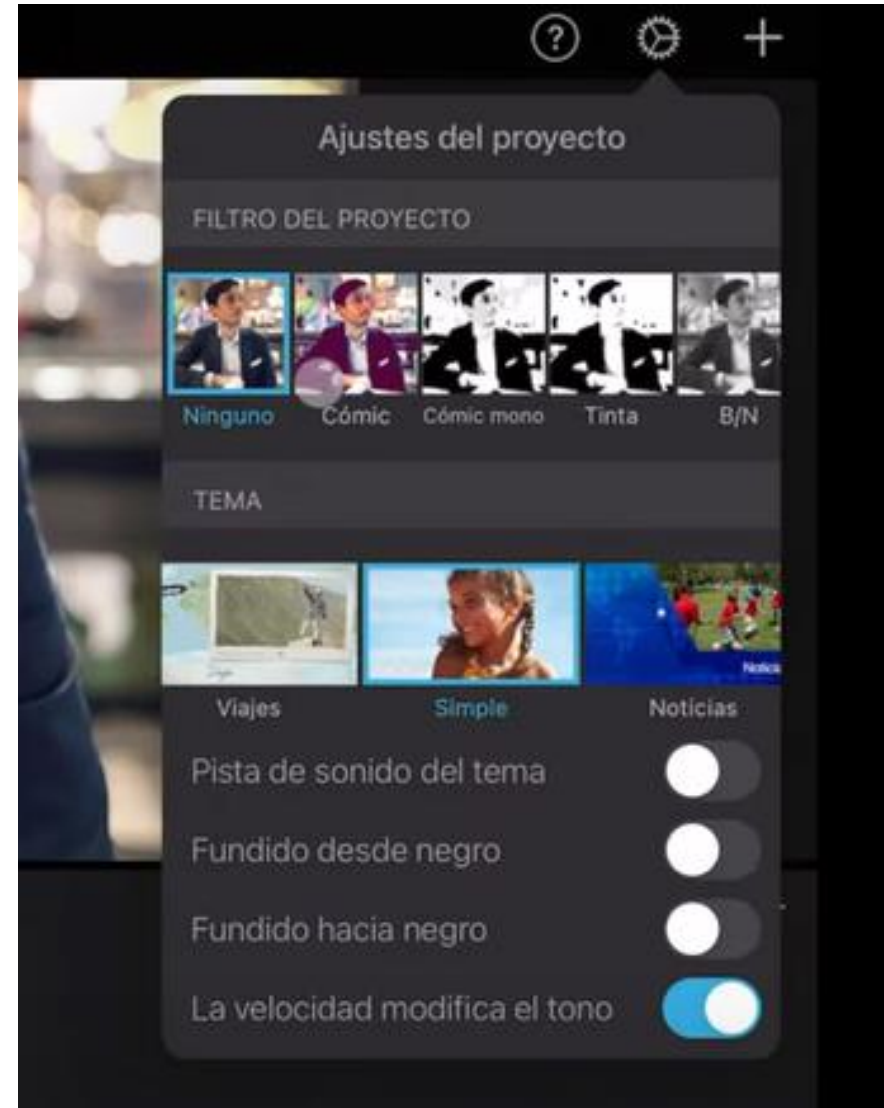 ?
Ajustes del proyecto
FILTRO DEL PROYECTO
Ninguno Cómic Cómic mono Tinta B/N
TEMA
Viajes Simple Noticias
Pista de sonido del tema
Fundido desde negro
Fundido hacia negro
La velocidad modifica el tono